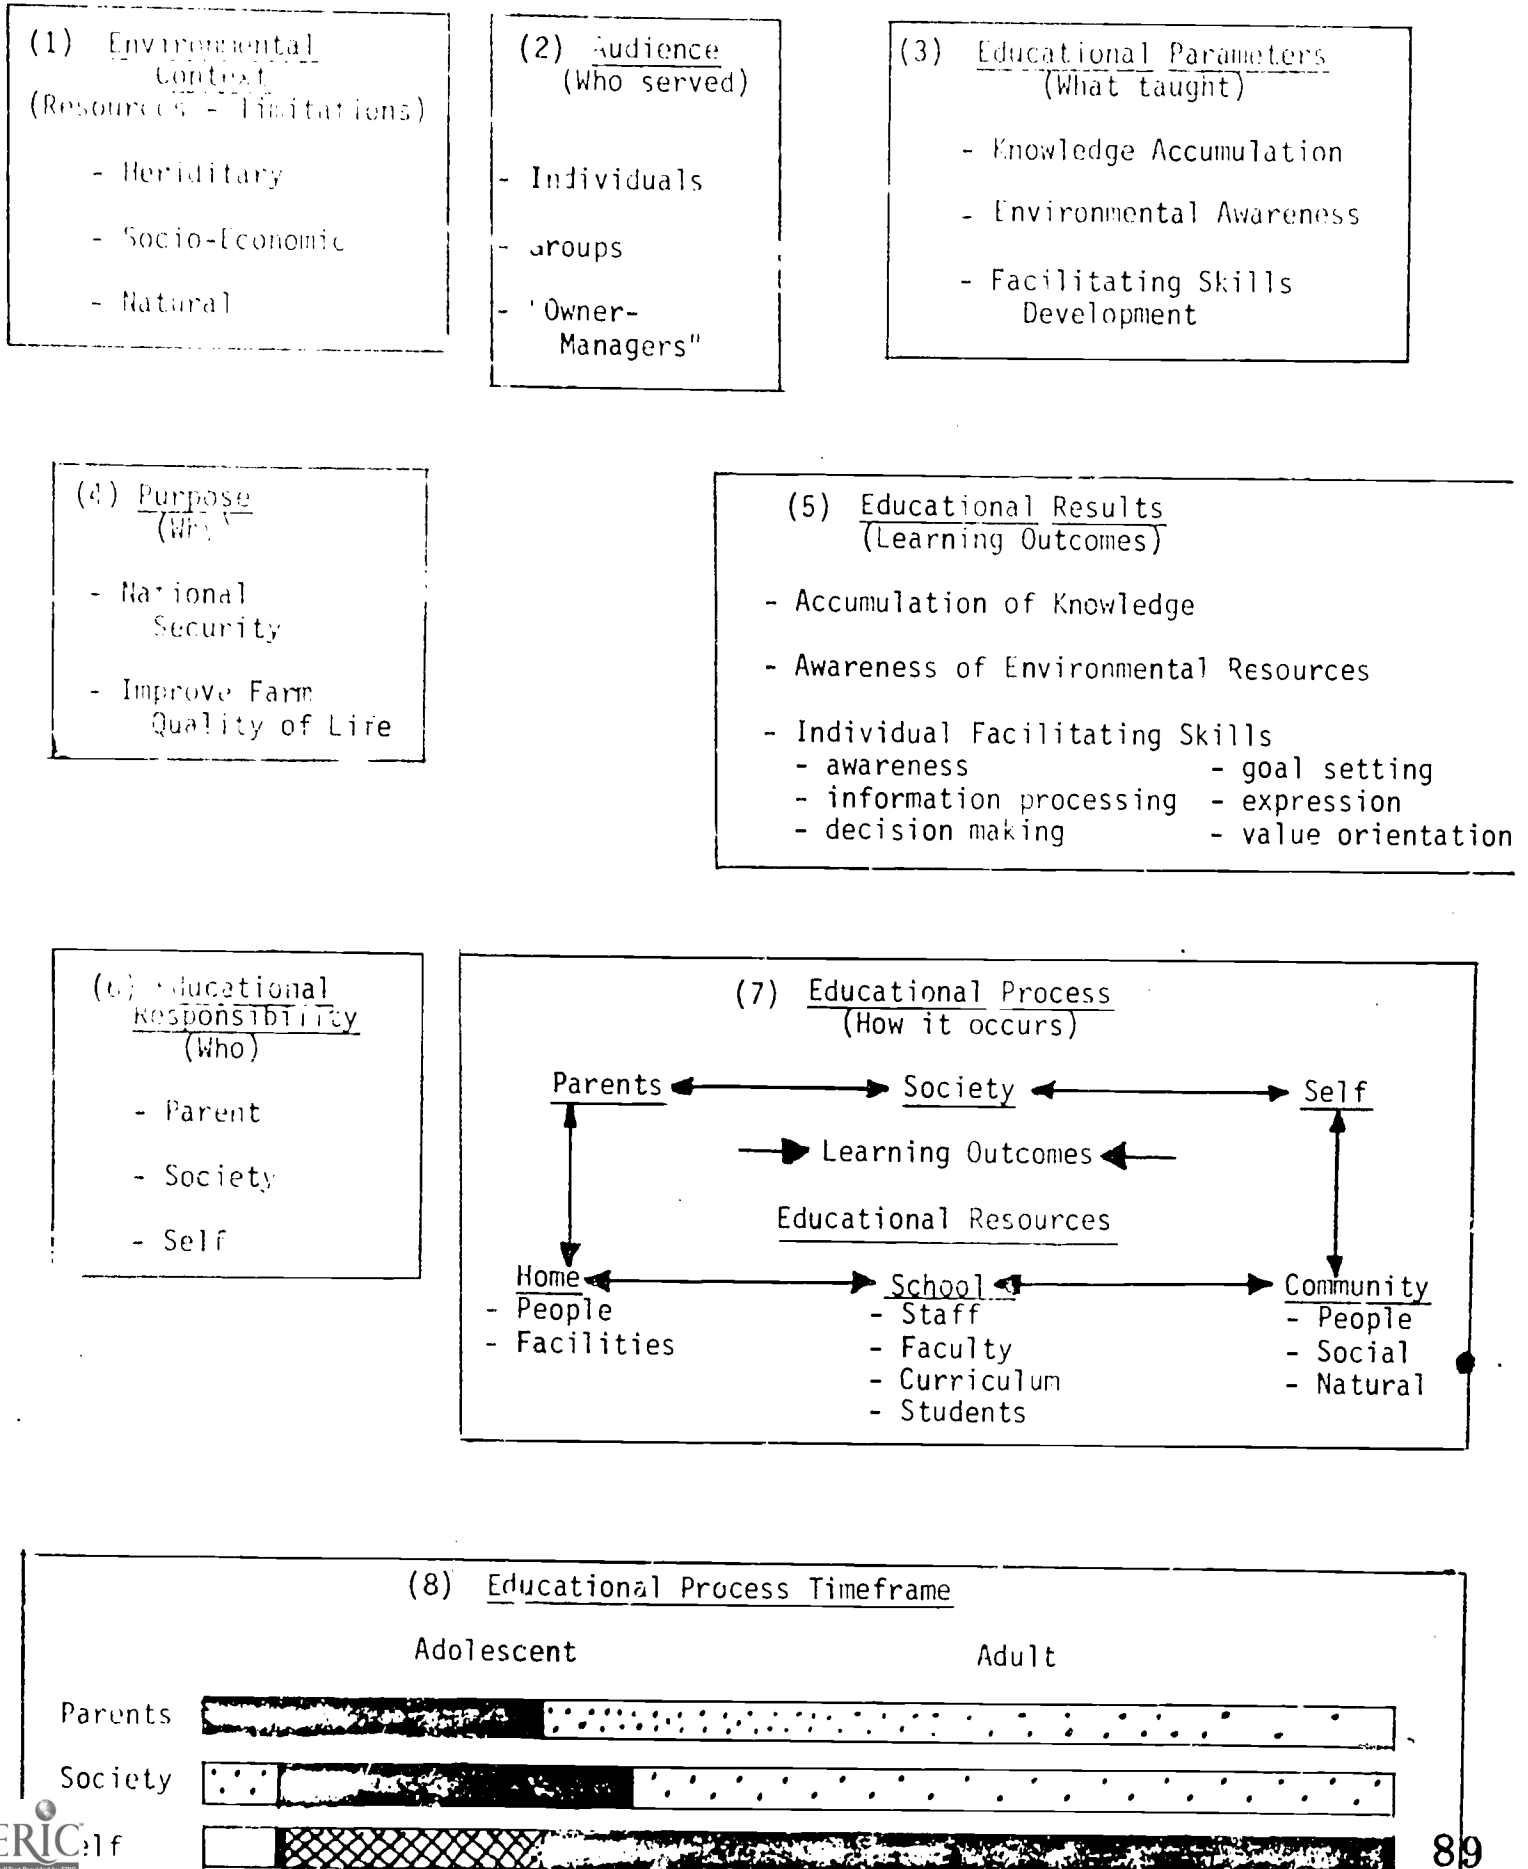 (1) Environmental
Context
(Resources - limitations)
- Heriditary
- Socio-Economic
- Natural
(2) Audience
(Who served)
- Individuals
- Groups
- "Owner-
Managers"
(3) Educational Parameters
(What taught)
- Knowledge Accumulation
- Environmental Awareness
- Facilitating Skills
Development
(4) Purpose
(Why)
- National
Security
- Improve Farm
Quality of Life
(5) Educational Results
(Learning Outcomes)
- Accumulation of Knowledge
- Awareness of Environmental Resources
- Individual Facilitating Skills
- awareness - goal setting
- information processing - expression
- decision making - value orientation
(6) Educational
Responsibility
(Who)
- Parent
- Society
- Self
(7) Educational Process
(How it occurs)
Parents Society Self
Learning Outcomes
Educational Resources
Home School Community
- People - Staff - People
- Facilities - Faculty - Social
- Curriculum - Natural
- Students
(8) Educational Process Timeframe
Adolescent Adult
Parents
Society
elf
ERIC
89